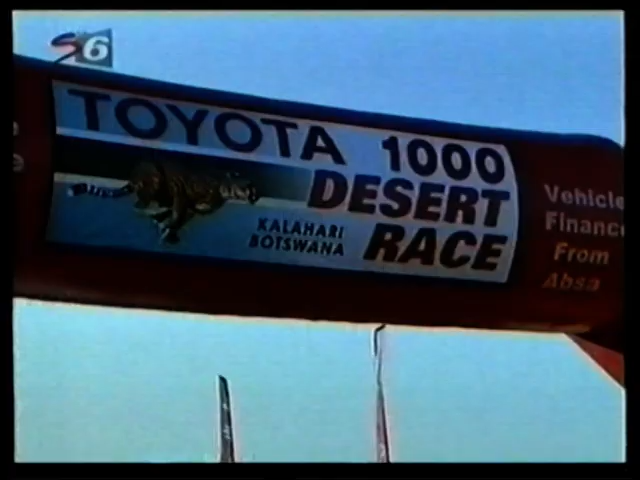 S6
TOYOTA 1000
DESERT
RACE
KALAHARI
BOTSWANA
Vehicle
Finance
From
Absa